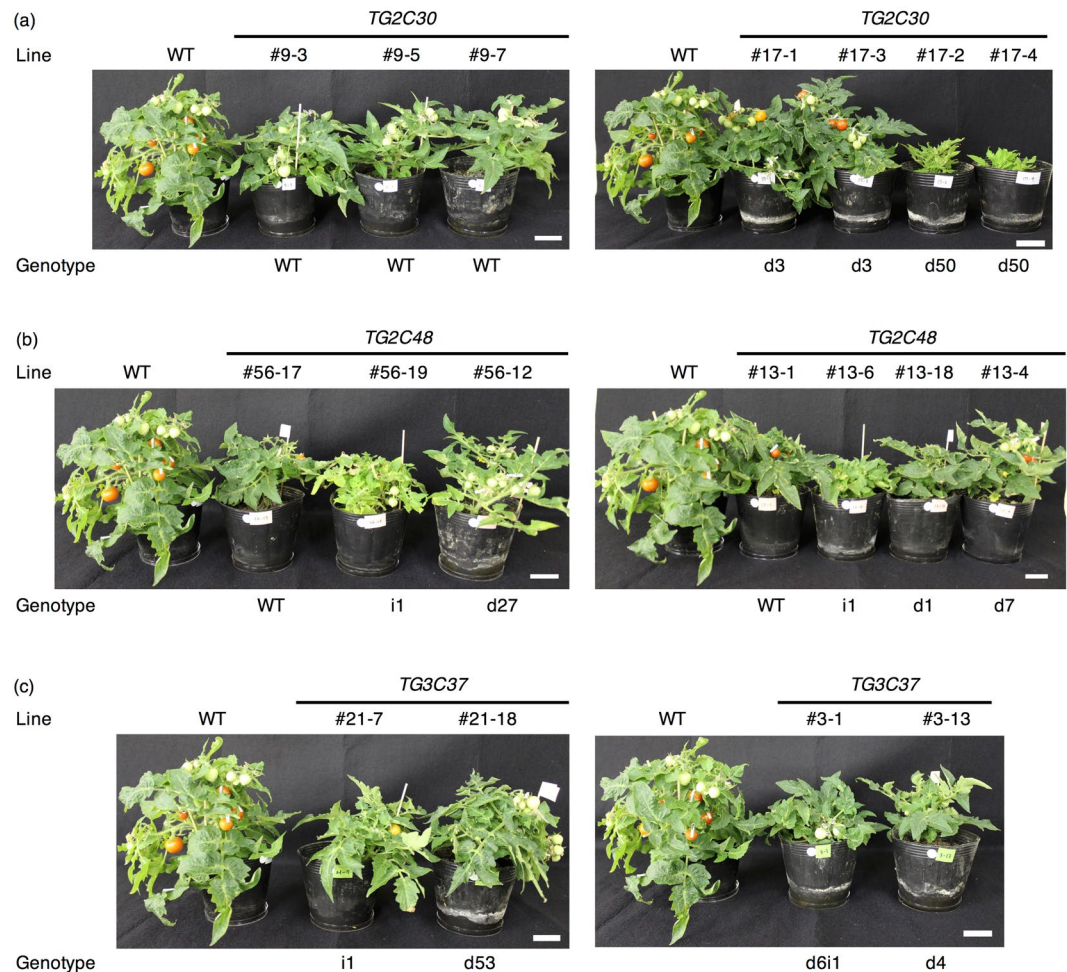 (a)
TG2C30 TG2C30
Line WT #9-3 #9-5 #9-7 WT #17-1 #17-3 #17-2 #17-4
Genotype WT WT WT d3 d3 d50 d50
(b)
TG2C48 TG2C48
Line WT #56-17 #56-19 #56-12 WT #13-1 #13-6 #13-18 #13-4
Genotype WT i1 d27 WT i1 d1 d7
(c)
TG3C37 TG3C37
Line WT #21-7 #21-18 WT #3-1 #3-13
Genotype i1 d53 d6i1 d4